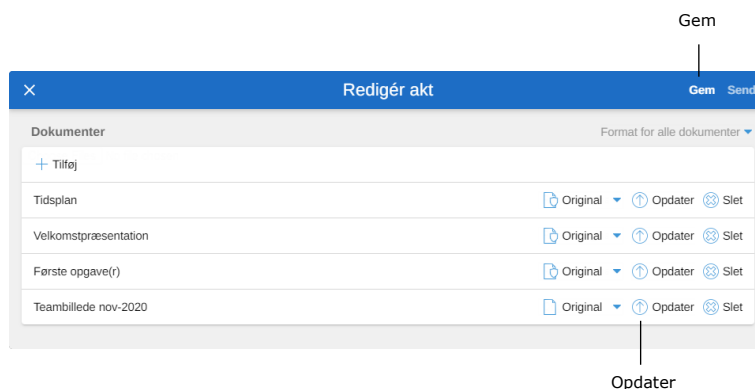 Gem
Redigér akt Gem Send
Dokumenter Format for alle dokumenter
Tilføj
Tidsplan Original Opdater Slet
Velkomstpræsentation Original Opdater Slet
Første opgave(r) Original Opdater Slet
Teambillede nov-2020 Original Opdater Slet
Opdater